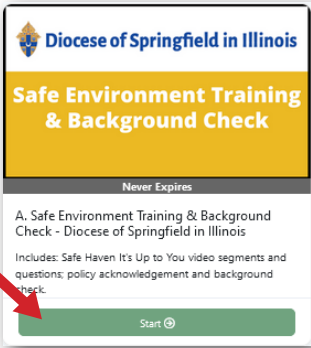 Diocese of Springfield in Illinois
Safe Environment Training
& Background Check
Never Expires
A. Safe Environment Training & Background
Check - Diocese of Springfield in Illinois
Includes: Safe Haven It's Up to You video segments and
questions; policy acknowledgement and background
check.
Start